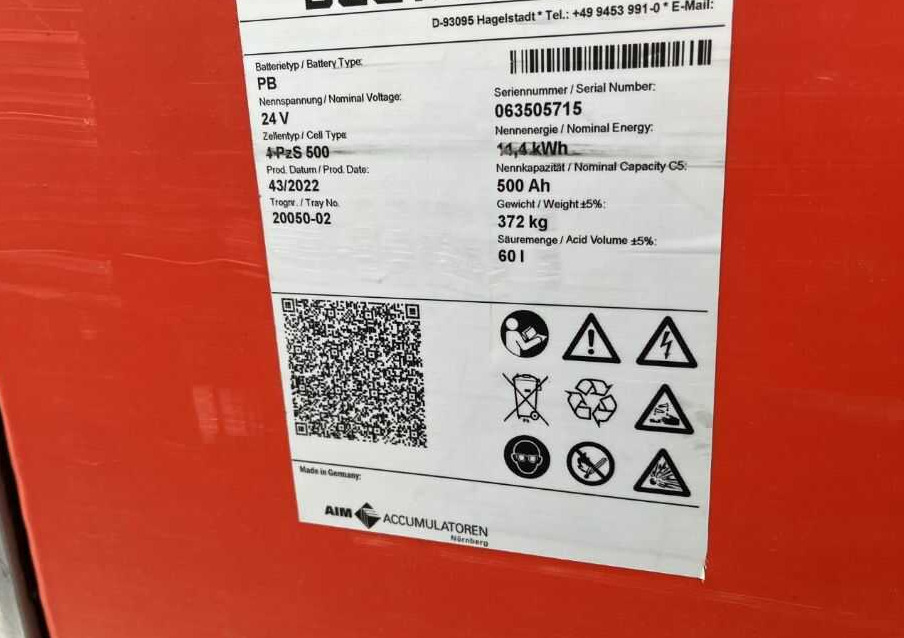 D-93095 Hagelstadt * Tel.: +49 9453 991-0 * E-Mail:
Batterietyp / Battery Type:
PB
Nennspannung / Nominal Voltage:
24 V
Zellentyp / Cell Type
4 PzS 500
Prod. Datum / Prod. Date:
43/2022
Trognr. / Tray No.
20050-02
Seriennummer / Serial Number:
063505715
Nennenergie / Nominal Energy:
kWh
Nennkapazität / Nominal Capacity C5:
500 Ah
Gewicht / Weight ±5%:
372 kg
Säuremenge / Acid Volume ±5%:
60 l
Made in Germany:
AIM ACCUMULATOREN
Nürnberg